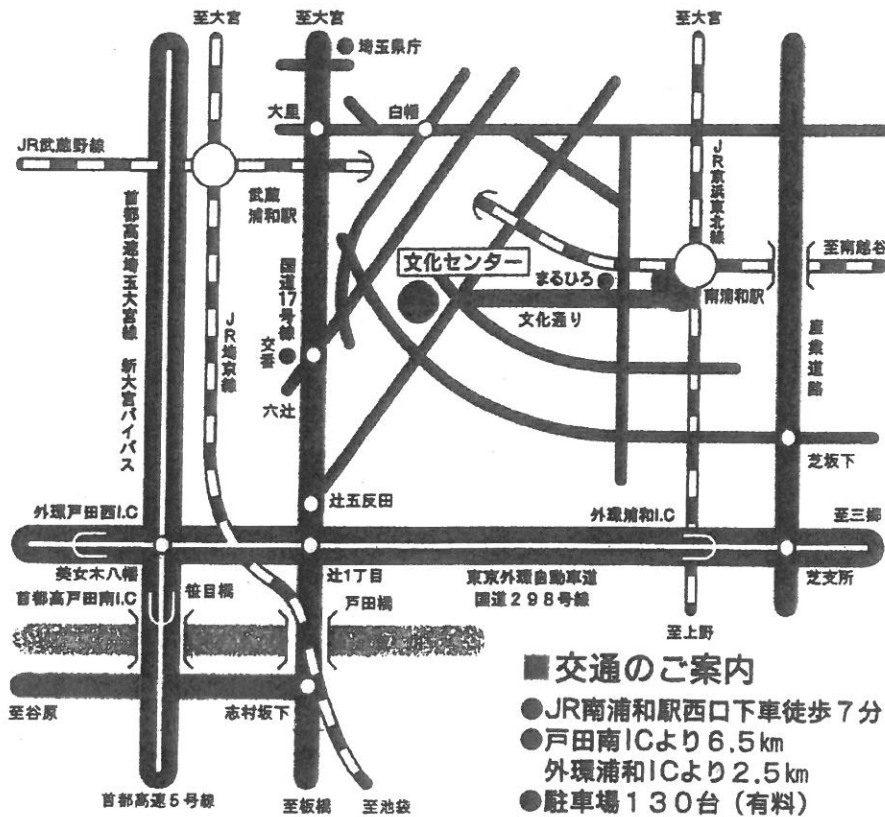 至大宮
至大宮
至大宮
埼玉県庁
大里
白幡
JR武蔵野線
武蔵
浦和駅
JR京浜東北線
首都高速埼玉大宮線 新大宮バイパス
国道17号線
文化センター
まるひろ
至南越谷
南浦和駅
文化通り
JR埼京線
交番
産業道路
六辻
芝坂下
辻五反田
外環戸田西I.C
外環浦和I.C
至三郷
美女木八幡
笹目橋
辻1丁目
東京外環自動車道
国道298号線
芝支所
首都高戸田南I.C
戸田橋
至上野
至谷原
志村坂下
首都高速5号線
至板橋
至池袋
■交通のご案内
●JR南浦和駅西口下車徒歩7分
●戸田南ICより6.5km
外環浦和ICより2.5km
●駐車場130台(有料)